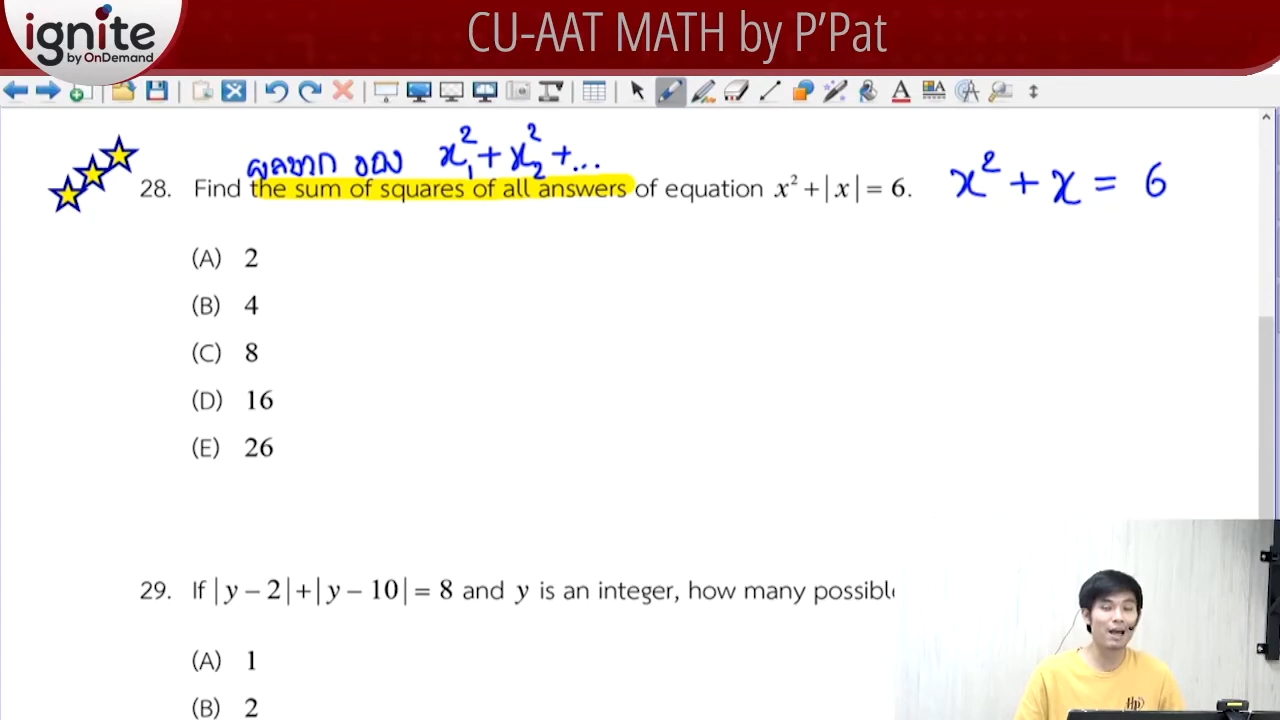 ignite
by OnDemand
CU-AAT MATH by P'Pat
ผลบวก ของ x₁² + x₂² + ...
28. Find the sum of squares of all answers of equation x² + | x | = 6. x² + x = 6
(A) 2
(B) 4
(C) 8
(D) 16
(E) 26
29. If | y − 2 | + | y − 10 | = 8 and y is an integer, how many possible
(A) 1
(B) 2